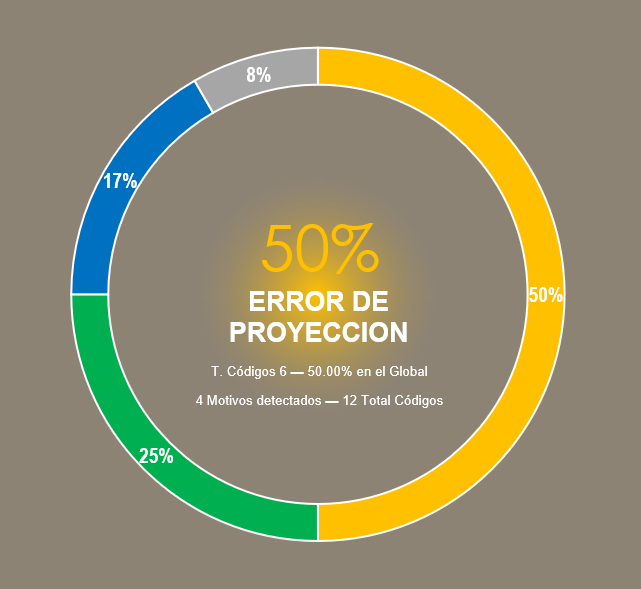 8%
17%
50%
ERROR DE
50%
PROYECCION
T. Códigos 6 — 50.00% en el Global
4 Motivos detectados — 12 Total Códigos
25%